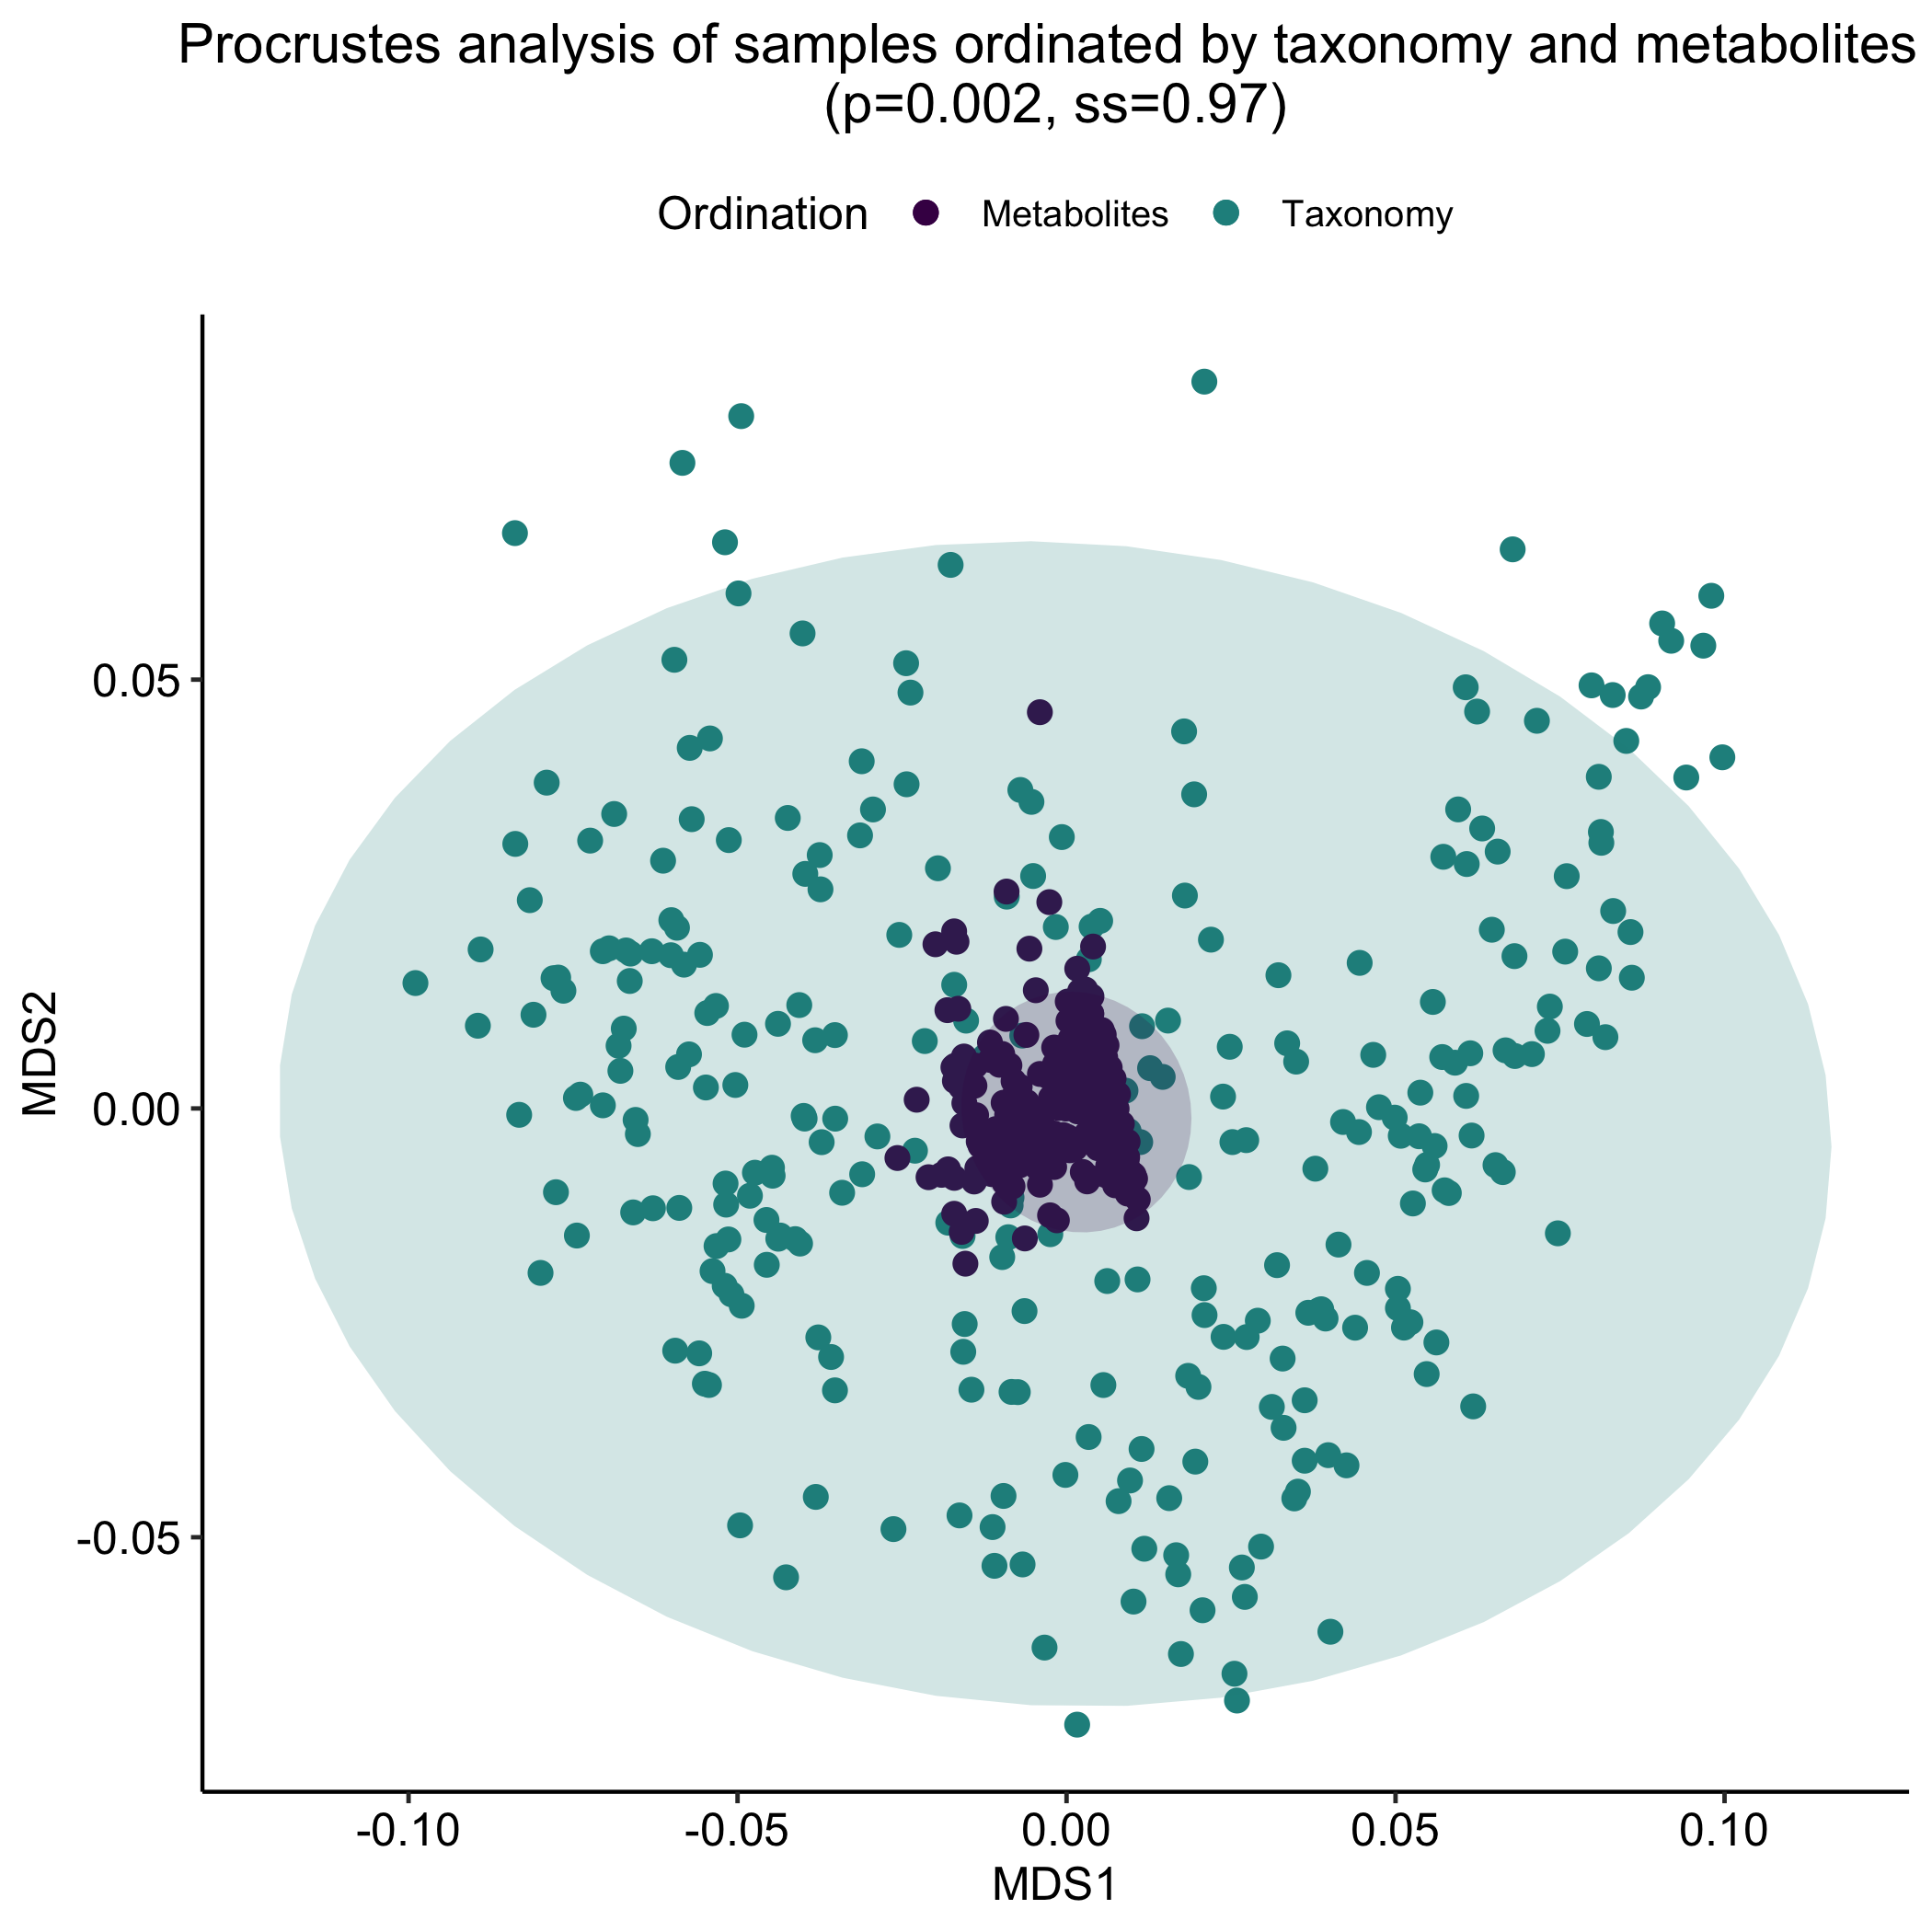 Procrustes analysis of samples ordinated by taxonomy and metabolites
(p=0.002, ss=0.97)
Ordination Metabolites Taxonomy
0.05
0.00
-0.05
MDS2
-0.10 -0.05 0.00 0.05 0.10
MDS1